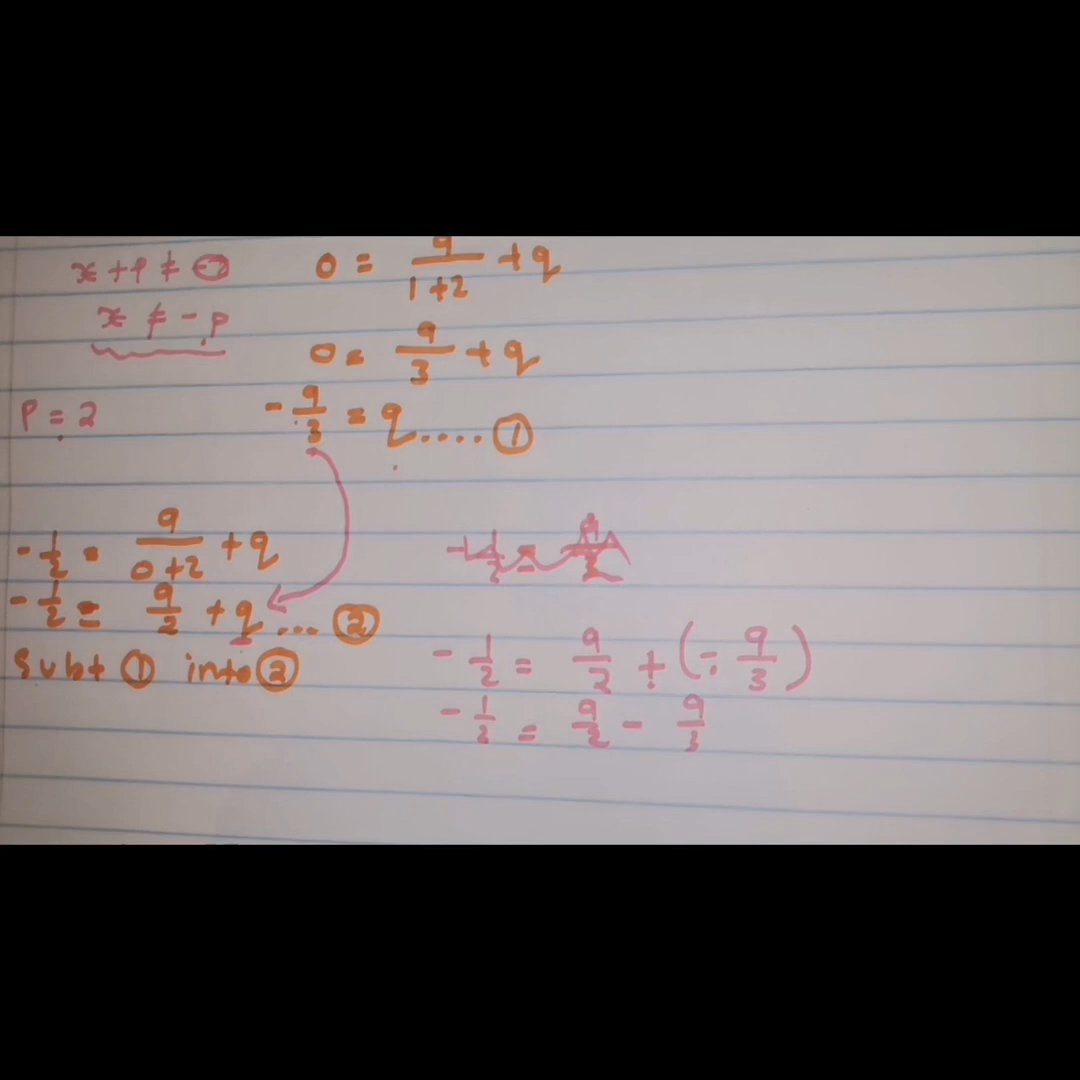 x + p ≠ 0
x ≠ -p
p = 2
0 = a/(1+2) + q
0 = a/3 + q
-a/3 = q .... ①
-1/2 = a/(0+2) + q
-1/2 = a/2 + q ... ②
Subt ① into ②
-1/2 = a/2 + (-a/3)
-1/2 = a/2 - a/3